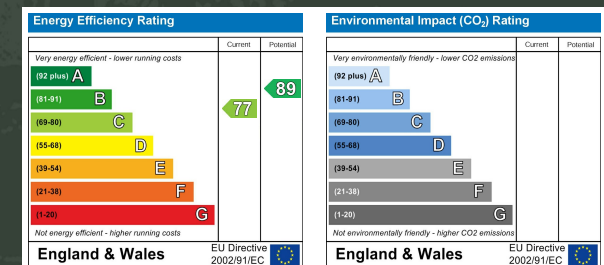 Energy Efficiency Rating
Current Potential
Very energy efficient - lower running costs
(92 plus) A
(81-91) B
(69-80) C
(55-68) D
(39-54) E
(21-38) F
(1-20) G
77
89
Not energy efficient - higher running costs
England & Wales
EU Directive
2002/91/EC
Environmental Impact (CO2) Rating
Current Potential
Very environmentally friendly - lower CO2 emissions
(92 plus) A
(81-91) B
(69-80) C
(55-68) D
(39-54) E
(21-38) F
(1-20) G
Not environmentally friendly - higher CO2 emissions
England & Wales
EU Directive
2002/91/EC